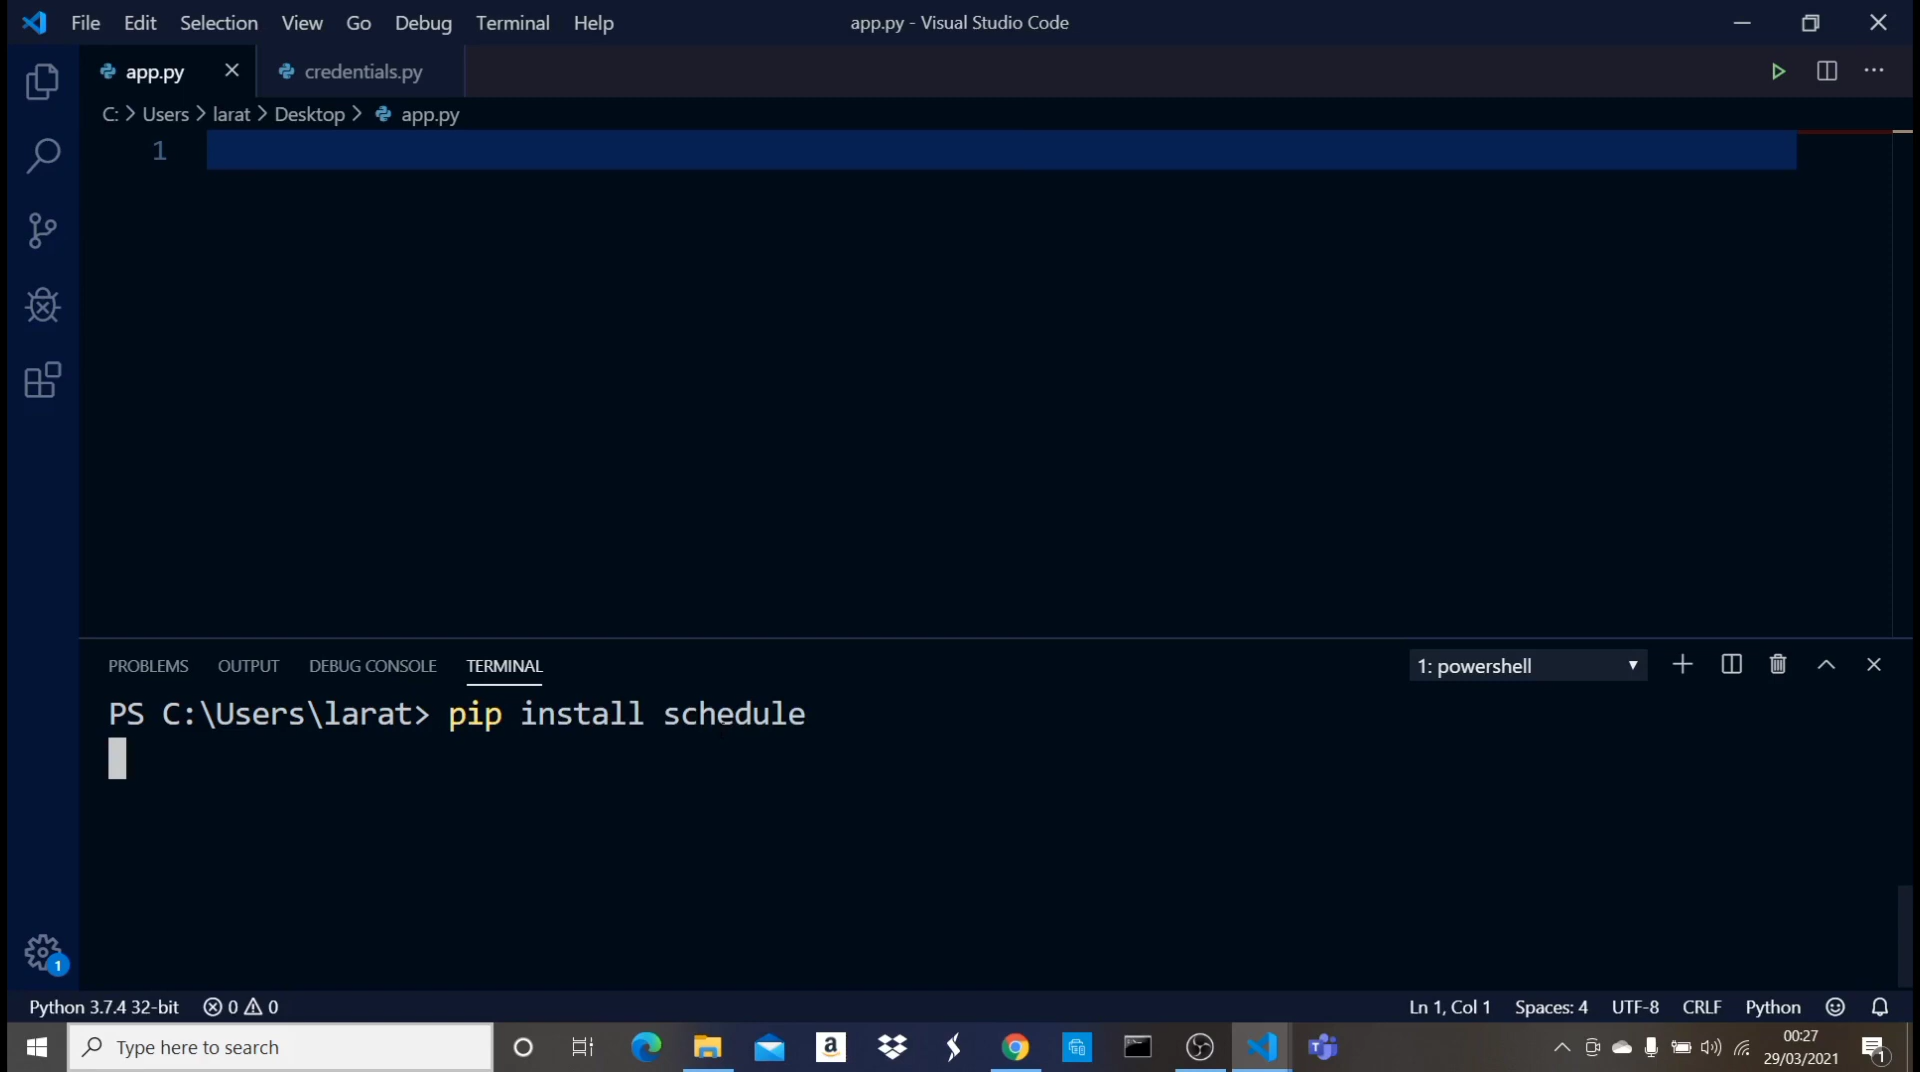 File Edit Selection View Go Debug Terminal Help app.py - Visual Studio Code
app.py credentials.py
C: > Users > larat > Desktop > app.py
1
PROBLEMS OUTPUT DEBUG CONSOLE TERMINAL 1: powershell
PS C:\Users\larat> pip install schedule
1
Python 3.7.4 32-bit 0 0 Ln 1, Col 1 Spaces: 4 UTF-8 CRLF Python
Type here to search a 00:27
29/03/2021 1